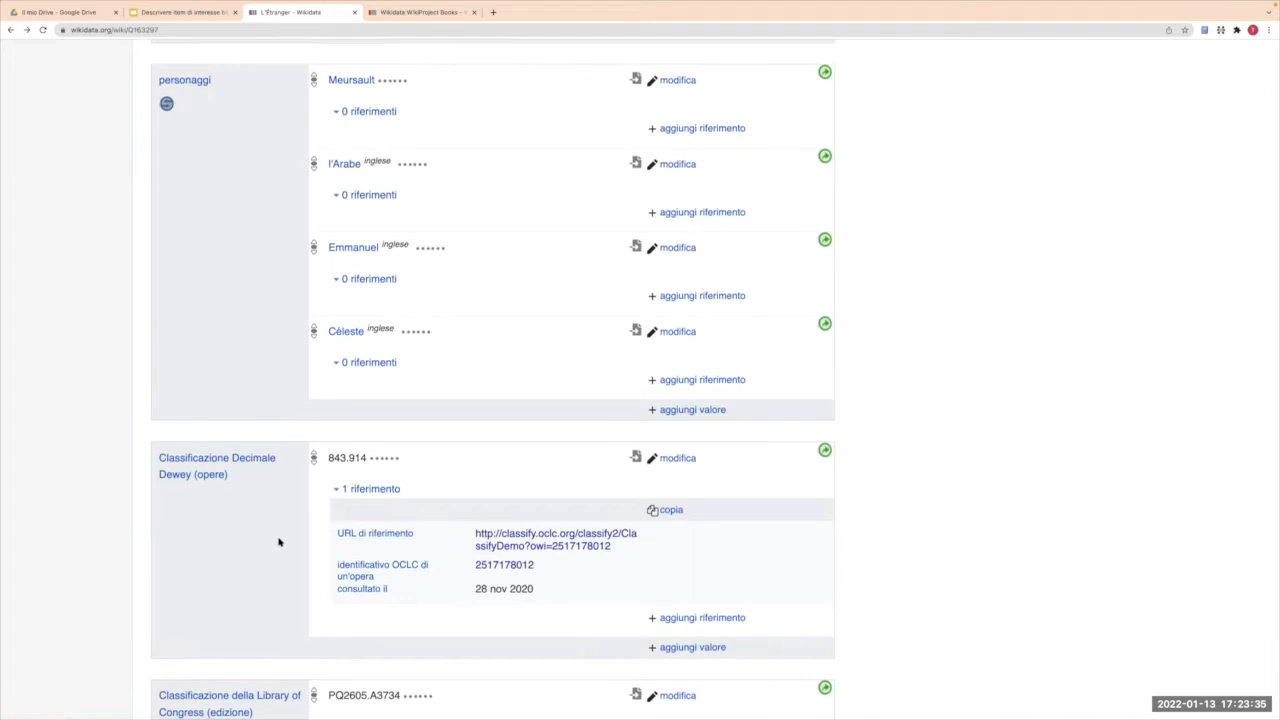 Il mio Drive - Google Drive
Descrivere item di interesse bi
L'Étranger - Wikidata
Wikidata:WikiProject Books -
wikidata.org/wiki/Q163297
personaggi
Meursault
modifica
0 riferimenti
+ aggiungi riferimento
l'Arabe inglese
modifica
0 riferimenti
+ aggiungi riferimento
Emmanuel inglese
modifica
0 riferimenti
+ aggiungi riferimento
Céleste inglese
modifica
0 riferimenti
+ aggiungi riferimento
+ aggiungi valore
Classificazione Decimale
Dewey (opere)
843.914
modifica
1 riferimento
copia
URL di riferimento
http://classify.oclc.org/classify2/Cla
ssifyDemo?owi=2517178012
identificativo OCLC di
un'opera
2517178012
consultato il
28 nov 2020
+ aggiungi riferimento
+ aggiungi valore
Classificazione della Library of
Congress (edizione)
PQ2605.A3734
modifica
2022-01-13 17:23:35